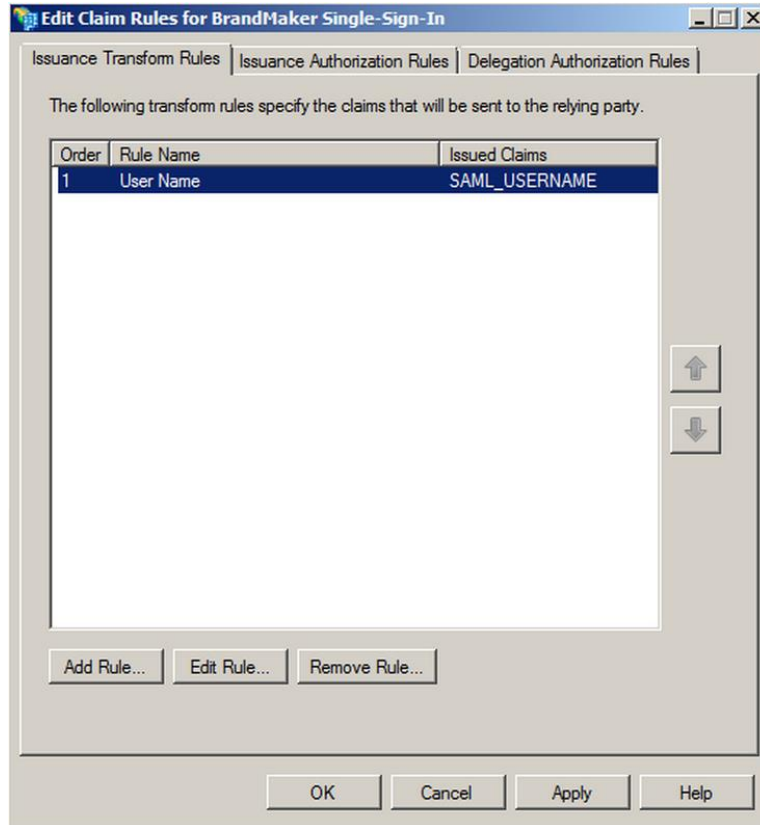 Edit Claim Rules for BrandMaker Single-Sign-In
Issuance Transform Rules Issuance Authorization Rules Delegation Authorization Rules
The following transform rules specify the claims that will be sent to the relying party.
Order Rule Name Issued Claims
1 User Name SAML_USERNAME
Add Rule... Edit Rule... Remove Rule...
OK Cancel Apply Help